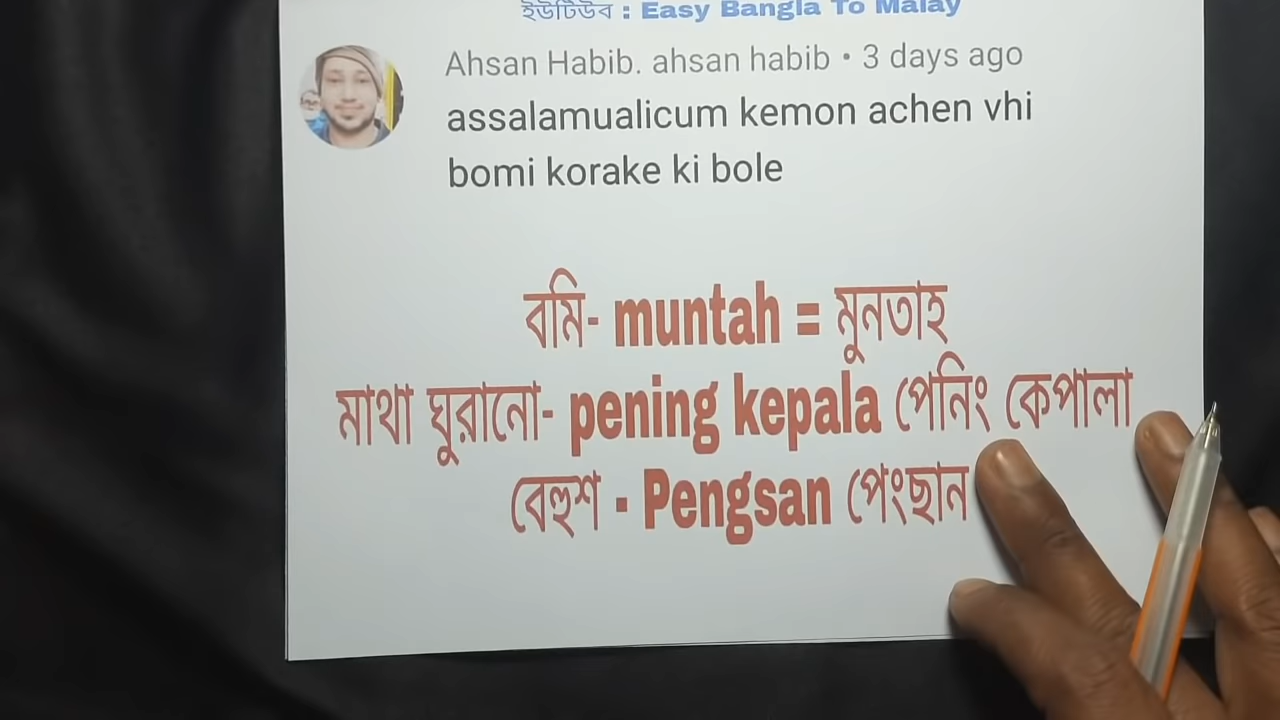 ইউটিউব : Easy Bangla To Malay
Ahsan Habib. ahsan habib • 3 days ago
assalamualicum kemon achen vhi
bomi korake ki bole
বমি- muntah = মুনতাহ
মাথা ঘুরানো- pening kepala পেনিং কেপালা
বেহুশ - Pengsan পেংছান